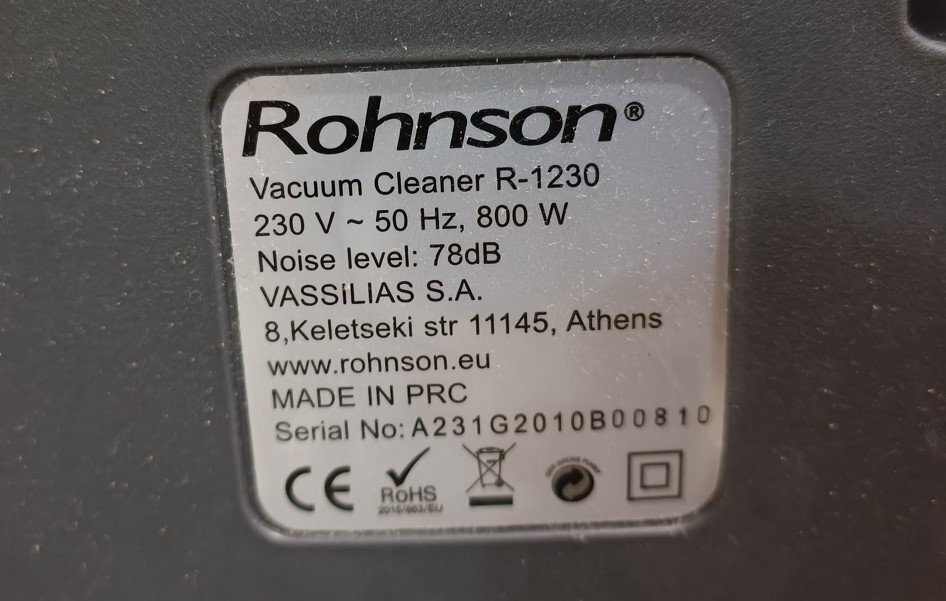 Rohnson®
Vacuum Cleaner R-1230
230 V ~ 50 Hz, 800 W
Noise level: 78dB
VASSiLIAS S.A.
8,Keletseki str 11145, Athens
www.rohnson.eu
MADE IN PRC
Serial No: A231G2010B00810
CE
RoHS